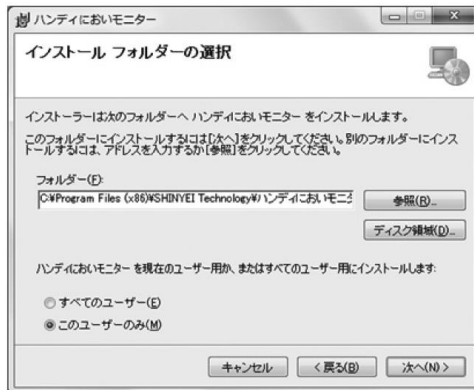 ハンディにおいモニター
インストール フォルダーの選択
インストーラーは次のフォルダーへ ハンディにおいモニター をインストールします。
このフォルダーにインストールするには[次へ]をクリックしてください。別のフォルダーにインス
トールするには、アドレスを入力するか[参照]をクリックしてください。
フォルダー(F):
C:¥Program Files (x86)¥SHINYEI Technology¥ハンディにおいモニタ
参照(R)...
ディスク領域(D)...
ハンディにおいモニター を現在のユーザー用か、またはすべてのユーザー用にインストールします:
すべてのユーザー(E)
このユーザーのみ(M)
キャンセル
< 戻る(B)
次へ(N) >